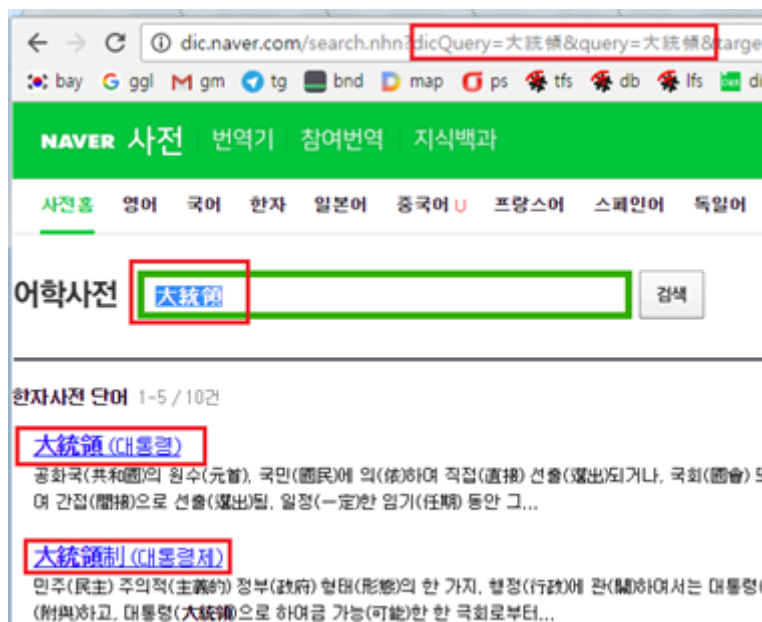 dic.naver.com/search.nhn?dicQuery=大統領&query=大統領&targe
bay ggl gm tg bnd map ps tfs db lfs di
NAVER 사전 번역기 참여번역 지식백과
사전홈 영어 국어 한자 일본어 중국어 U 프랑스어 스페인어 독일어
어학사전 大統領 검색
한자사전 단어 1-5 / 10건
大統領 (대통령)
공화국(共和國)의 원수(元首), 국민(國民)에 의(依)하여 직접(直接) 선출(選出)되거나, 국회(國會)
여 간접(間接)으로 선출(選出)됨. 일정(一定)한 임기(任期) 동안 그...
大統領制 (대통령제)
민주(民主) 주의적(主義的) 정부(政府) 형태(形態)의 한 가지. 행정(行政)에 관(關)하여서는 대통령(
(附與)하고, 대통령(大統領)으로 하여금 가능(可能)한 한 국회로부터...